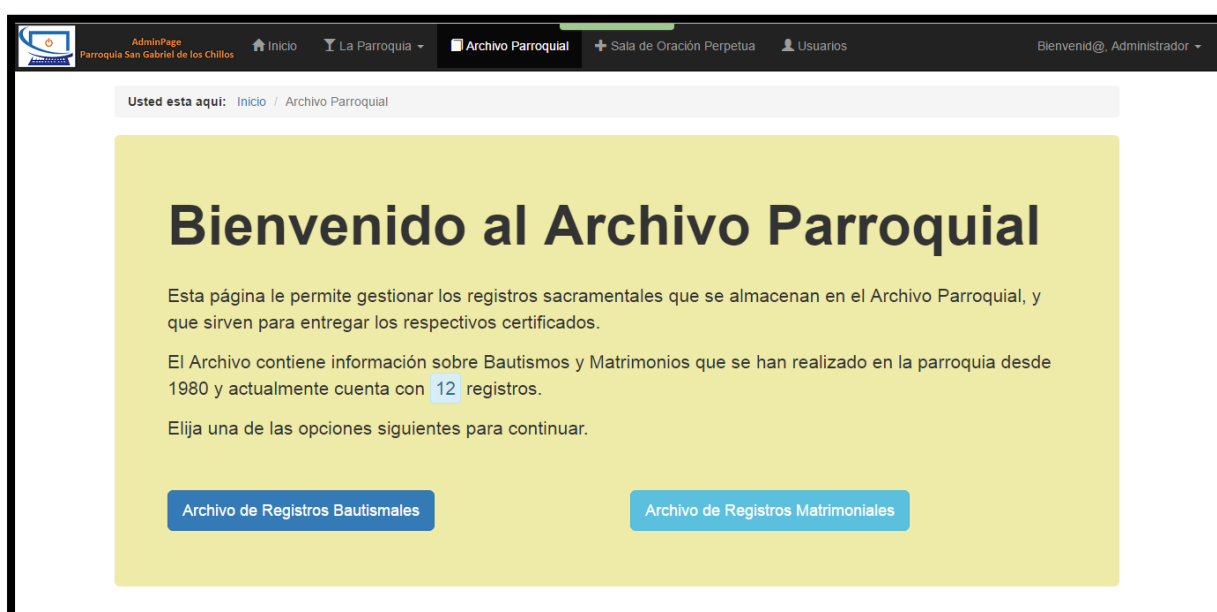 AdminPage
Parroquia San Gabriel de los Chillos
Inicio
La Parroquia
Archivo Parroquial
Sala de Oración Perpetua
Usuarios
Bienvenid@, Administrador
Usted esta aqui: Inicio / Archivo Parroquial
Bienvenido al Archivo Parroquial
Esta página le permite gestionar los registros sacramentales que se almacenan en el Archivo Parroquial, y
que sirven para entregar los respectivos certificados.
El Archivo contiene información sobre Bautismos y Matrimonios que se han realizado en la parroquia desde
1980 y actualmente cuenta con 12 registros.
Elija una de las opciones siguientes para continuar.
Archivo de Registros Bautismales
Archivo de Registros Matrimoniales